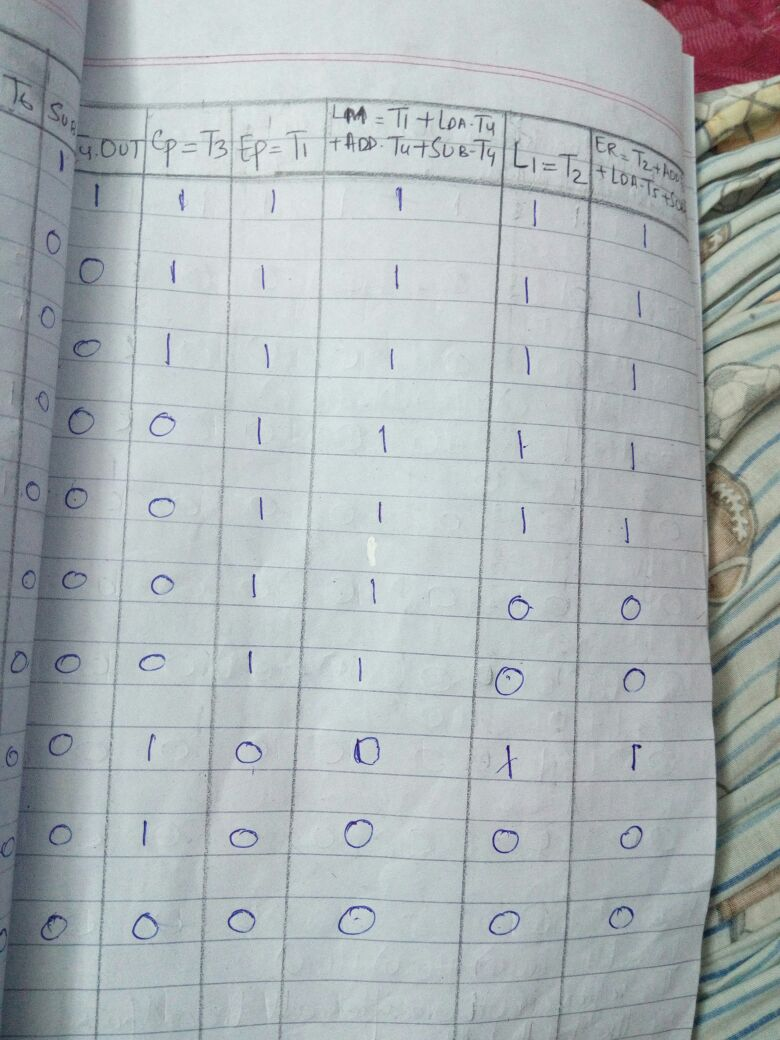 T6 SUB T4.OUT Cp = T3 Ep = T1 LM = T1 + LDA.T4 + ADD.T4 + SUB.T4 L1 = T2 ER = T2 + ADD + LDA.T5 + SUB
1 1 1 1 1 1 1
0 0 1 1 1 1 1
0 0 1 1 1 1 1
0 0 0 1 1 1 1
0 0 0 1 1 1 1
0 0 0 1 1 0 0
0 0 0 1 1 0 0
0 0 1 0 0 1 1
0 0 1 0 0 0 0
0 0 0 0 0 0